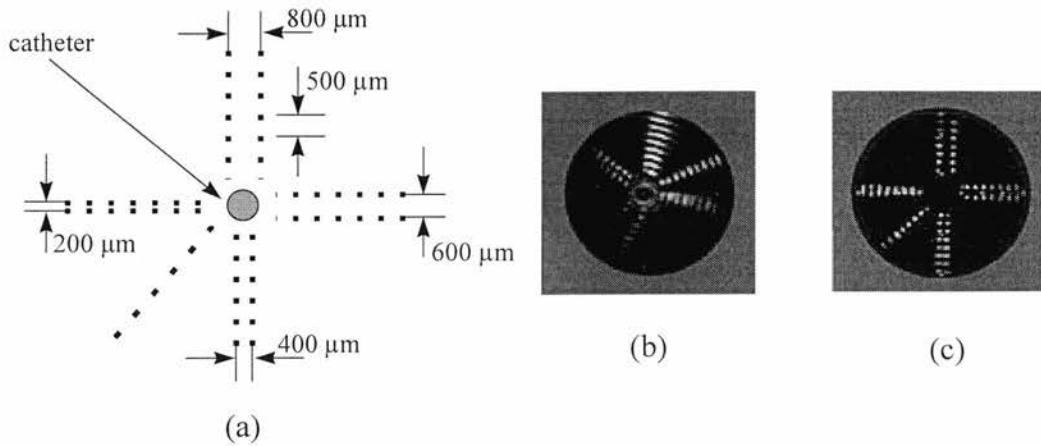 800 µm
catheter
500 µm
200 µm
600 µm
400 µm
(a)
(b)
(c)